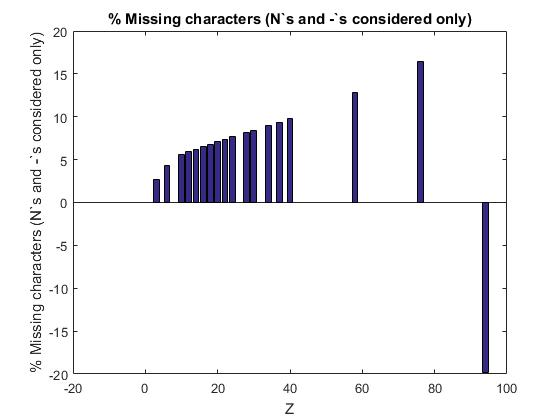 % Missing characters (N`s and -`s considered only)
% Missing characters (N`s and -`s considered only)
20
15
10
5
0
-5
-10
-15
-20
-20 0 20 40 60 80 100
Z